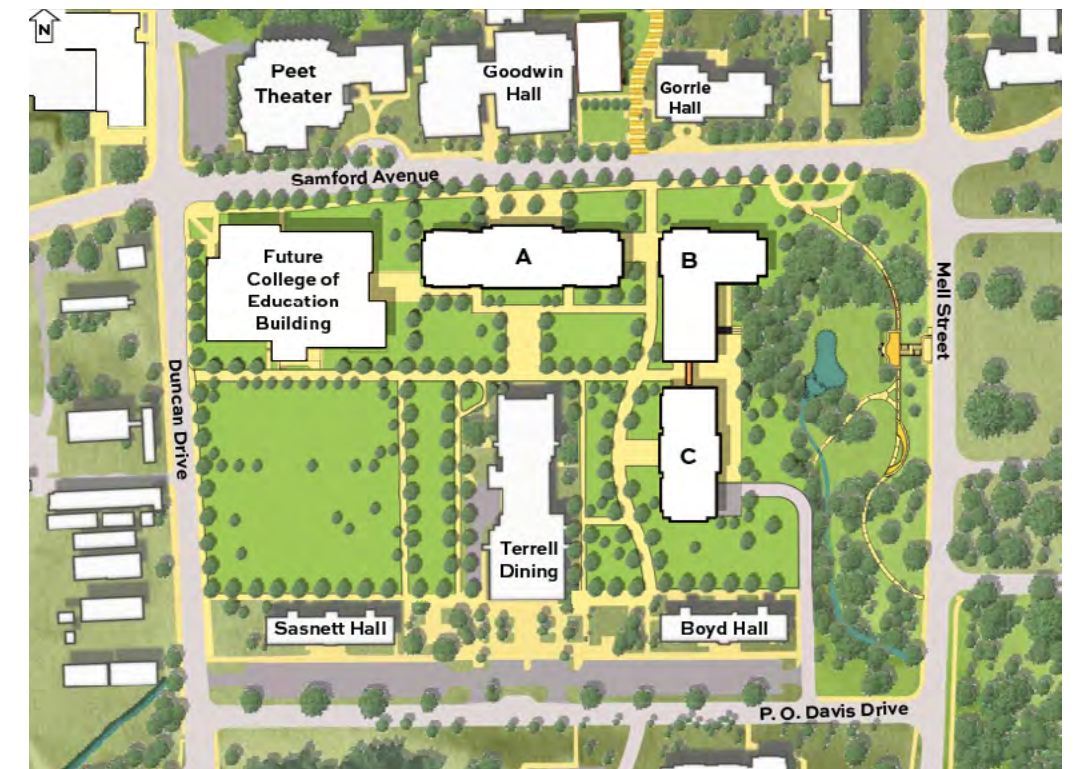 N
Peet
Theater
Goodwin
Hall
Gorrie
Hall
Samford Avenue
Future
College of
Education
Building
A
B
Mell Street
Duncan Drive
C
Terrell
Dining
Sasnett Hall
Boyd Hall
P. O. Davis Drive